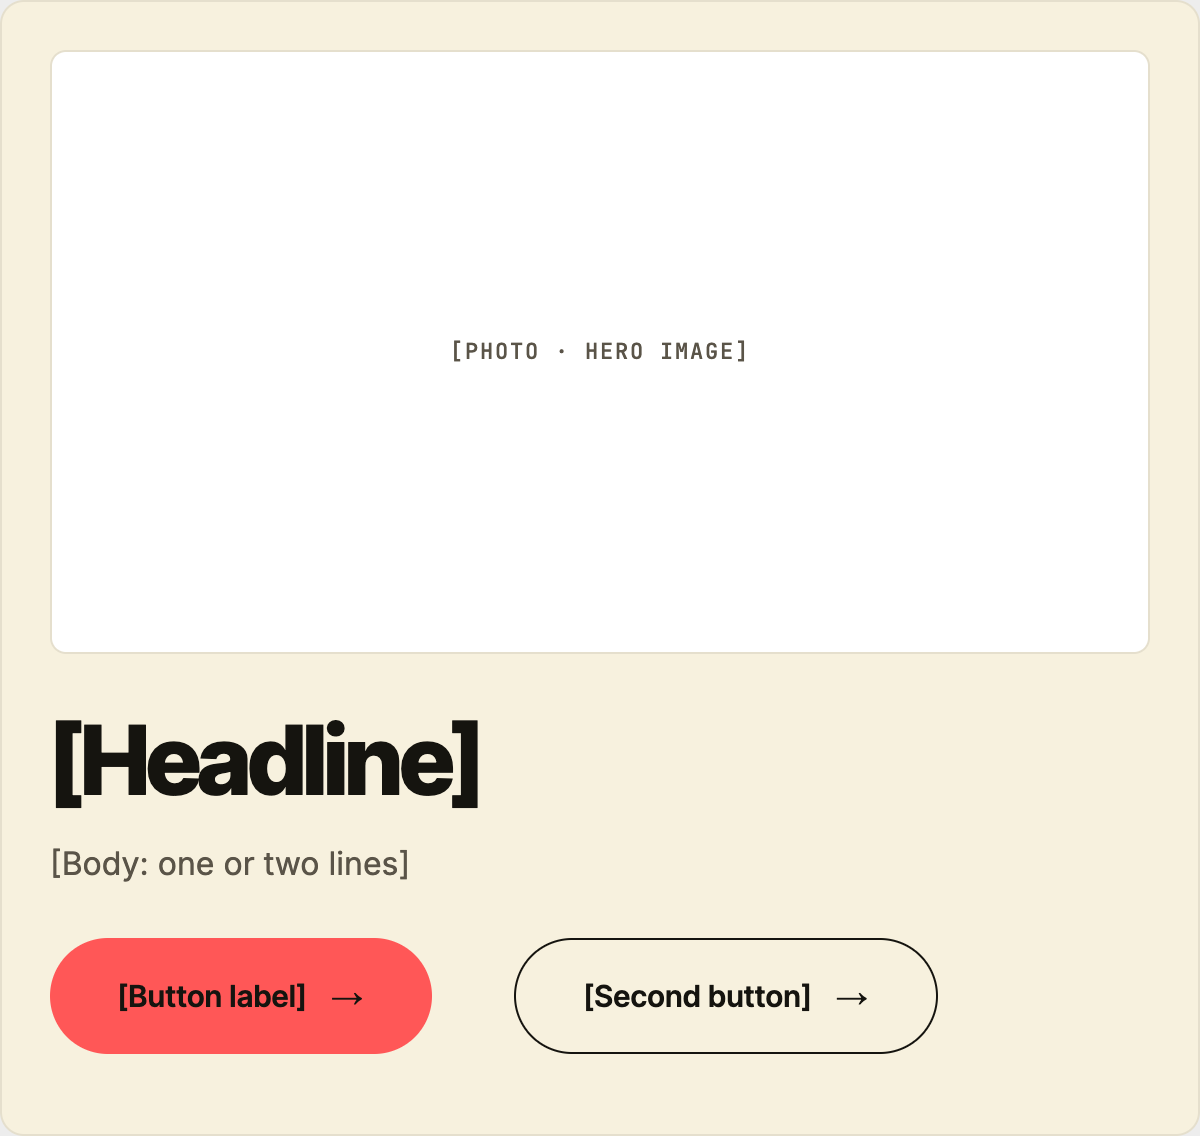 [PHOTO · HERO IMAGE]
[Headline]
[Body: one or two lines]
[Button label] →
[Second button] →